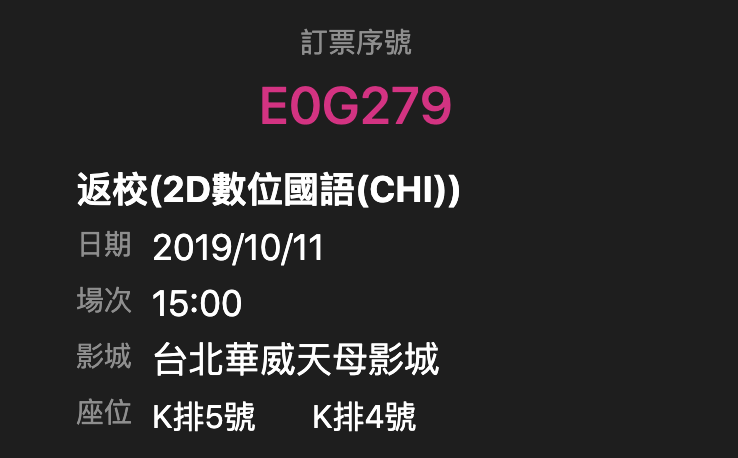 訂票序號
E0G279
返校(2D數位國語(CHI))
日期 2019/10/11
場次 15:00
影城 台北華威天母影城
座位 K排5號 K排4號